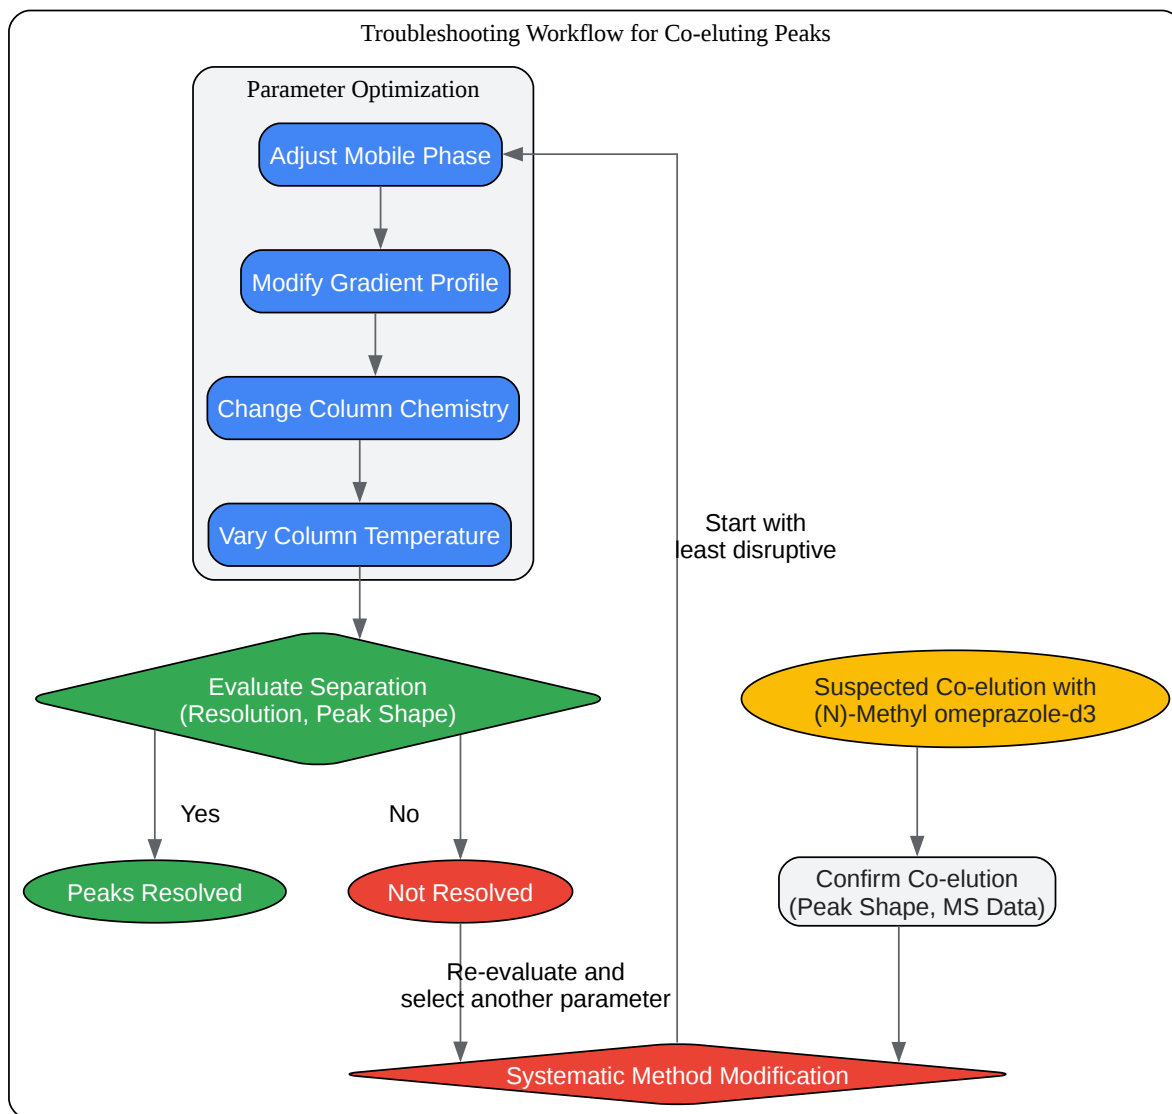 Troubleshooting Workflow for Co-eluting Peaks
Parameter Optimization
Adjust Mobile Phase
Modify Gradient Profile
Change Column Chemistry
Vary Column Temperature
Start with
least disruptive
Evaluate Separation
(Resolution, Peak Shape)
Suspected Co-elution with
(N)-Methyl omeprazole-d3
Yes
No
Peaks Resolved
Not Resolved
Confirm Co-elution
(Peak Shape, MS Data)
Re-evaluate and
select another parameter
Systematic Method Modification